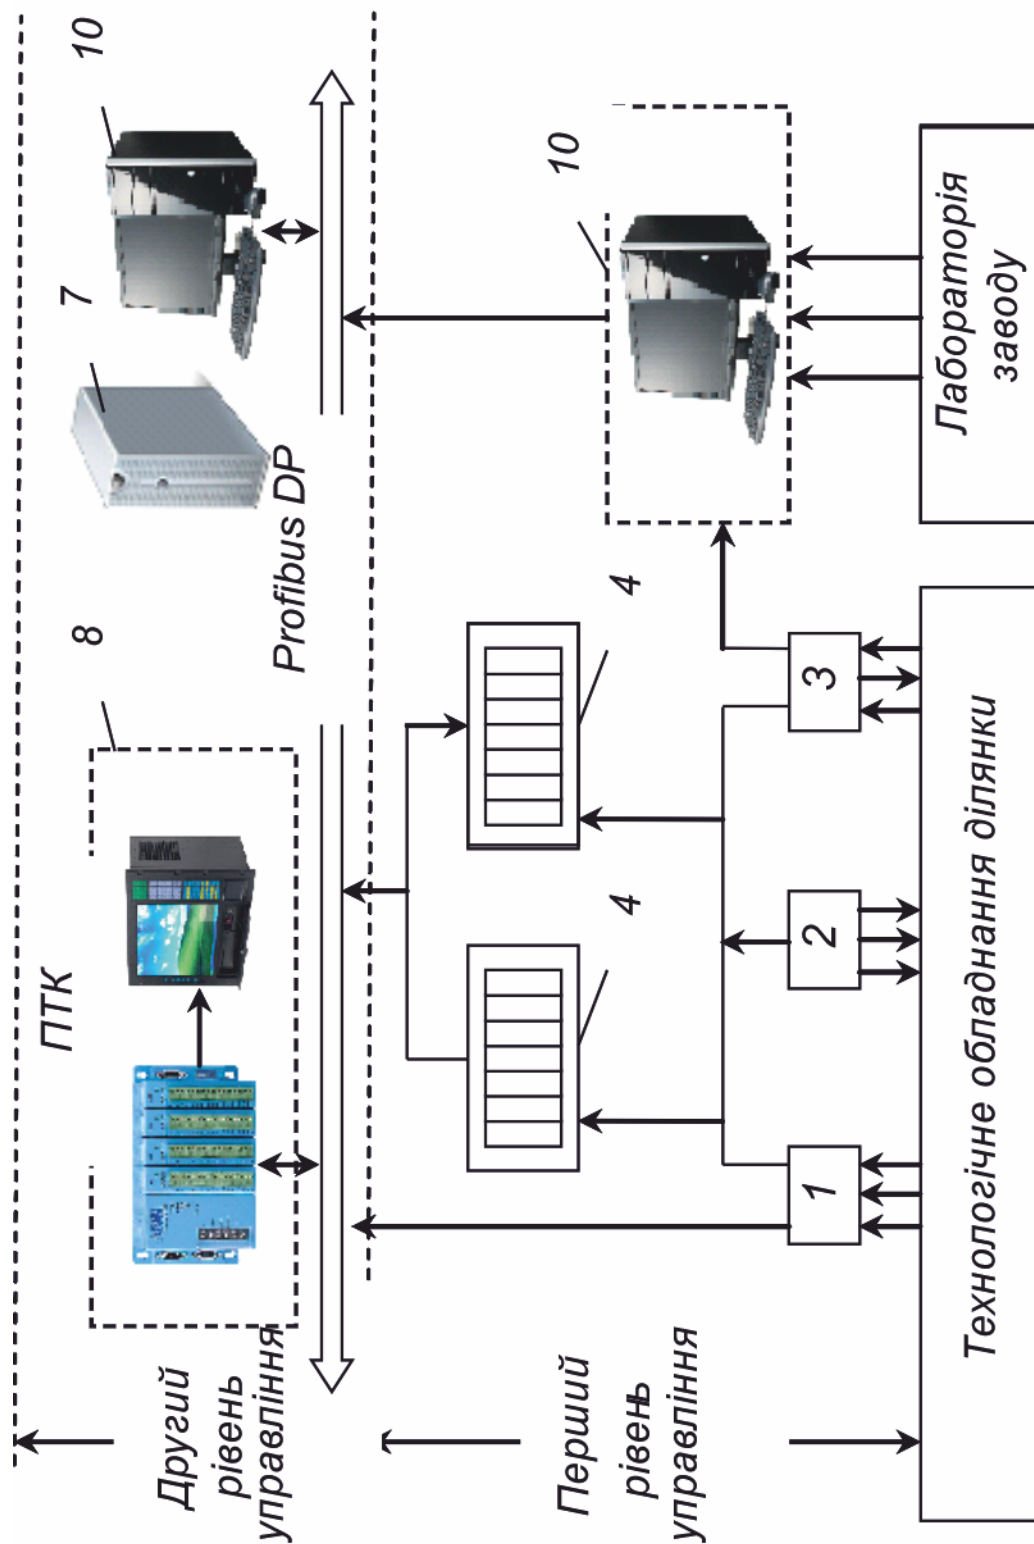 ПТК
8
7
10
Другий
рівень
управління
Profibus DP
4
4
10
Перший
рівень
управління
1
2
3
Технологічне обладнання ділянки
Лабораторія
заводу